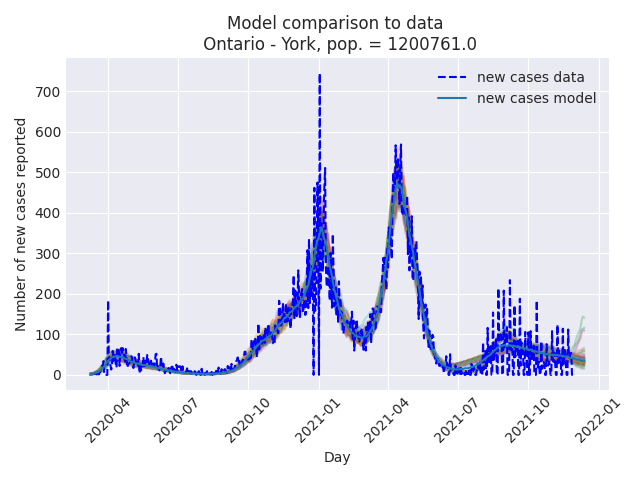 Model comparison to data
Ontario - York, pop. = 1200761.0
new cases data
new cases model
Number of new cases reported
700
600
500
400
300
200
100
0
2020-04
2020-07
2020-10
2021-01
2021-04
2021-07
2021-10
2022-01
Day